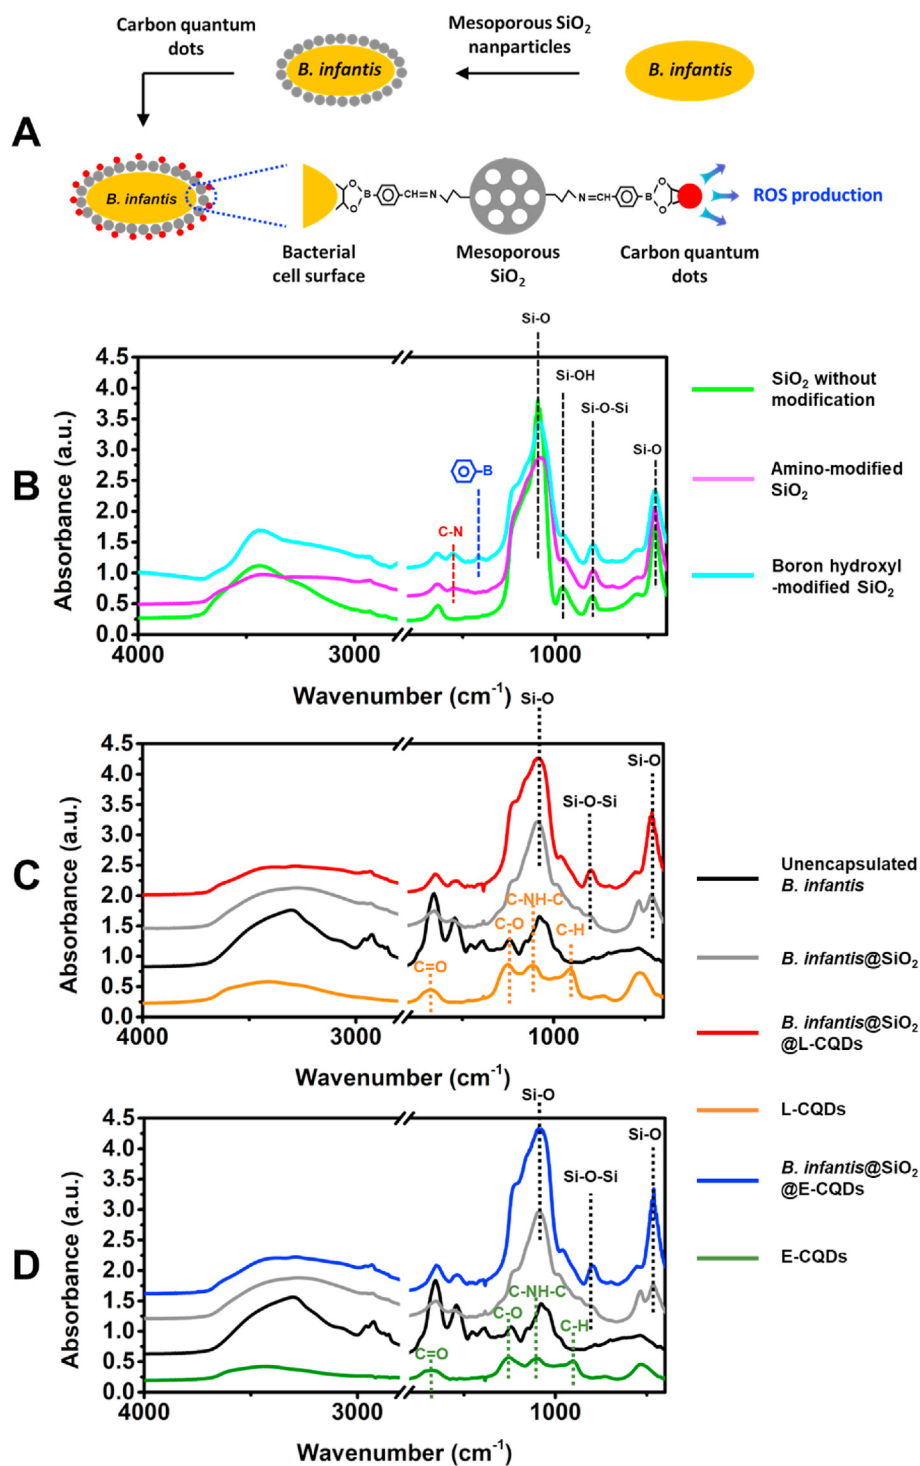 A
Carbon quantum
dots
B. infantis
Mesoporous SiO₂
nanparticles
B. infantis
B. infantis
O
O
B
CH=N
N=CH
B
O
O
ROS production
Bacterial
cell surface
Mesoporous
SiO₂
Carbon quantum
dots
B
Absorbance (a.u.)
4.5
4.0
3.5
3.0
2.5
2.0
1.5
1.0
0.5
0.0
Si-O
Si-OH
Si-O-Si
Si-O
B
C-N
4000
3000
1000
Wavenumber (cm⁻¹)
SiO₂ without
modification
Amino-modified
SiO₂
Boron hydroxyl
-modified SiO₂
C
Absorbance (a.u.)
4.5
4.0
3.5
3.0
2.5
2.0
1.5
1.0
0.5
0.0
Si-O
Si-O
Si-O-Si
C-NH-C
C-O
C-H
C=O
4000
3000
1000
Wavenumber (cm⁻¹)
Unencapsulated
B. infantis
B. infantis@SiO₂
B. infantis@SiO₂
@L-CQDs
L-CQDs
B. infantis@SiO₂
@E-CQDs
E-CQDs
D
Absorbance (a.u.)
4.5
4.0
3.5
3.0
2.5
2.0
1.5
1.0
0.5
0.0
Si-O
Si-O
Si-O-Si
C-NH-C
C-O
C-H
C=O
4000
3000
1000
Wavenumber (cm⁻¹)